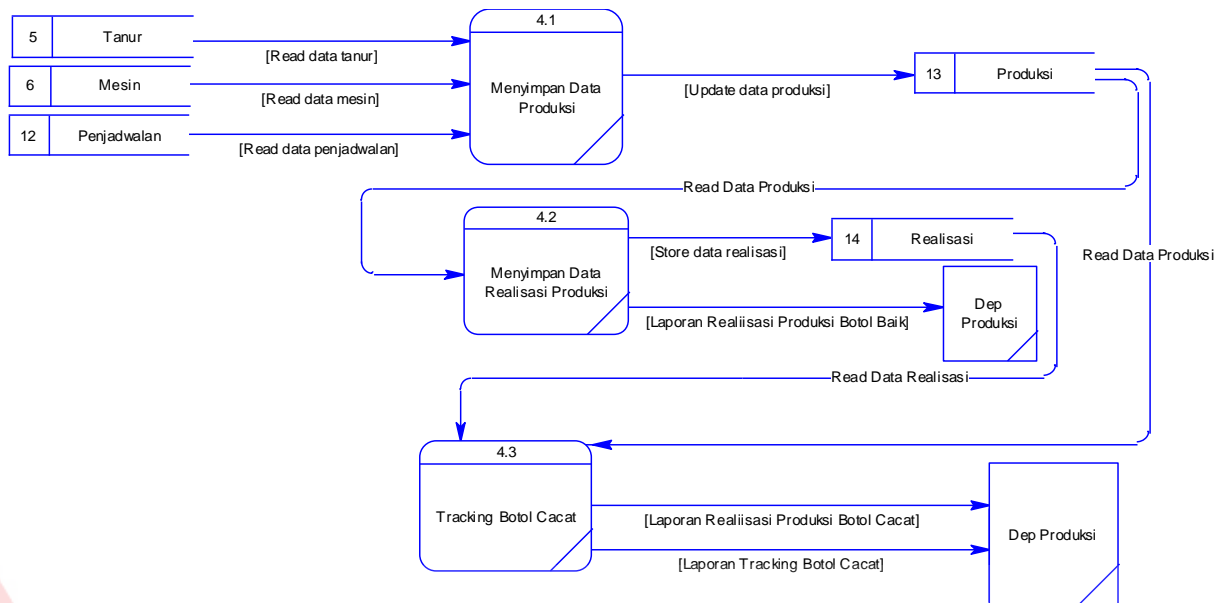 5 Tanur
[Read data tanur]
6 Mesin
[Read data mesin]
12 Penjadwalan
[Read data penjadwalan]
4.1
Menyimpan Data
Produksi
[Update data produksi]
13 Produksi
Read Data Produksi
4.2
Menyimpan Data
Realisasi Produksi
[Store data realisasi]
14 Realisasi
Read Data Produksi
[Laporan Realiisasi Produksi Botol Baik]
Dep
Produksi
Read Data Realisasi
4.3
Tracking Botol Cacat
[Laporan Realiisasi Produksi Botol Cacat]
[Laporan Tracking Botol Cacat]
Dep Produksi